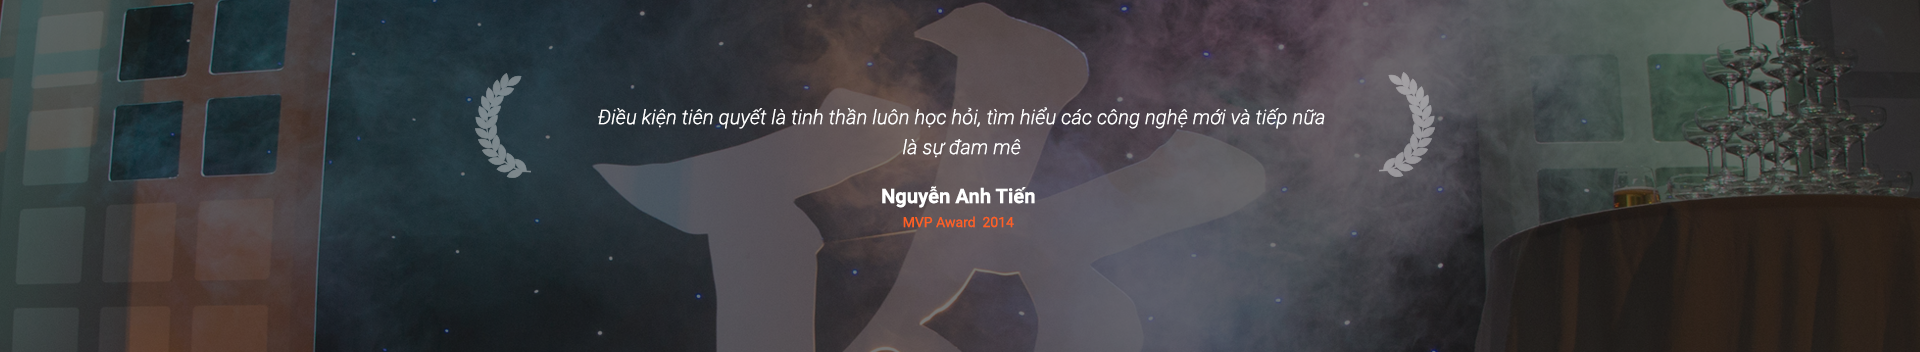 Điều kiện tiên quyết là tinh thần luôn học hỏi, tìm hiểu các công nghệ mới và tiếp nữa
là sự đam mê
Nguyễn Anh Tiến
MVP Award 2014